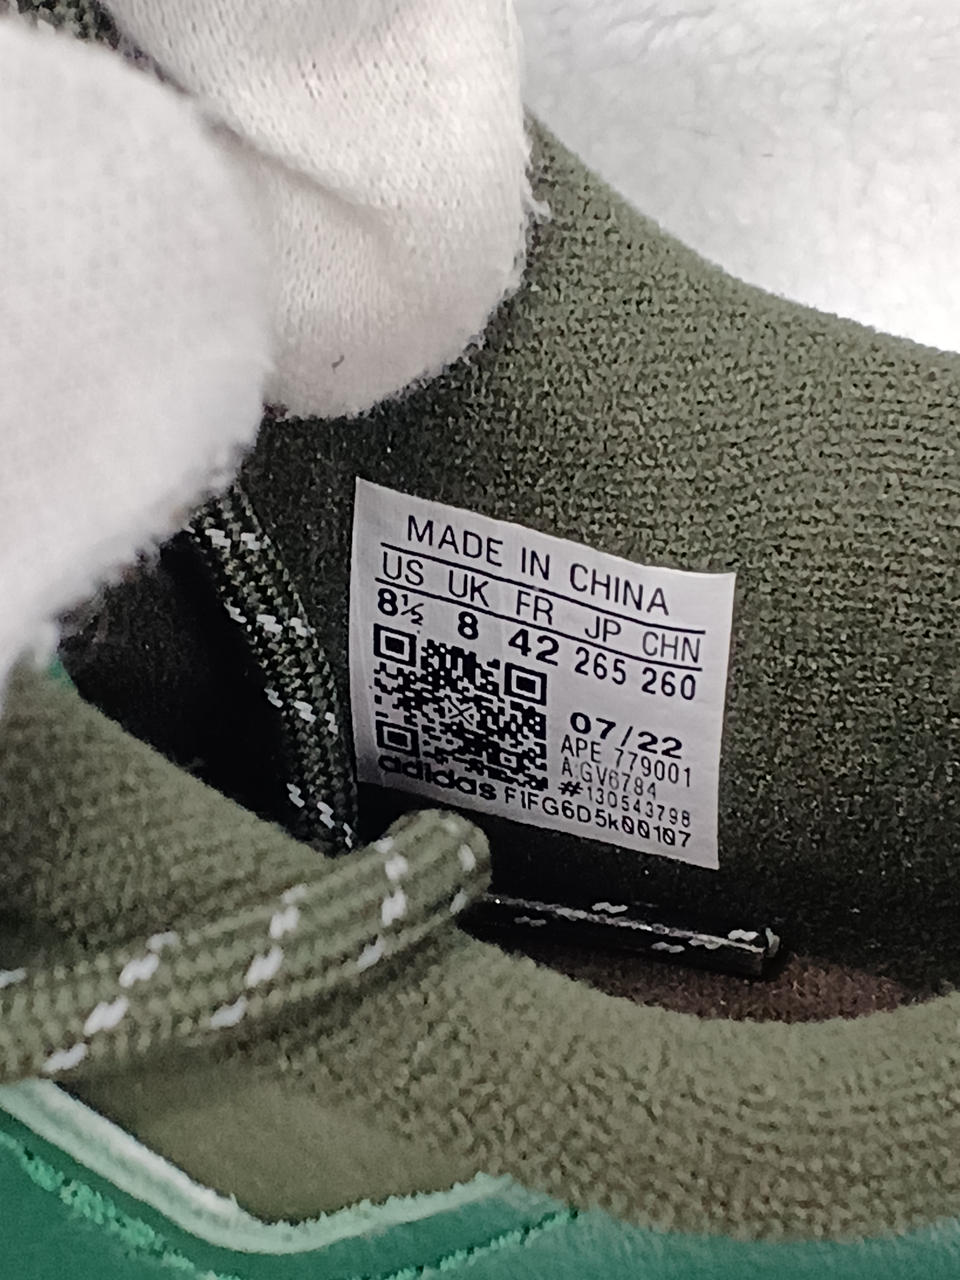 MADE IN CHINA
US UK FR JP CHN
8½ 8 42 265 260
07/22
APE 779001
A.GV6784
#130543798
adidas F1FG6D5k00107